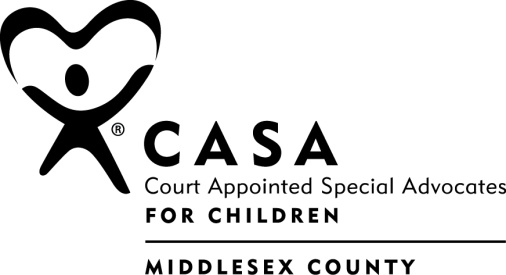 ® CASA
Court Appointed Special Advocates
FOR CHILDREN
MIDDLESEX COUNTY